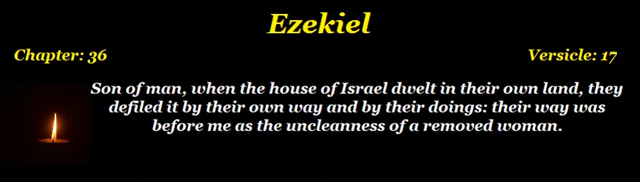 Ezekiel
Chapter: 36
Versicle: 17
Son of man, when the house of Israel dwelt in their own land, they
defiled it by their own way and by their doings: their way was
before me as the uncleanness of a removed woman.